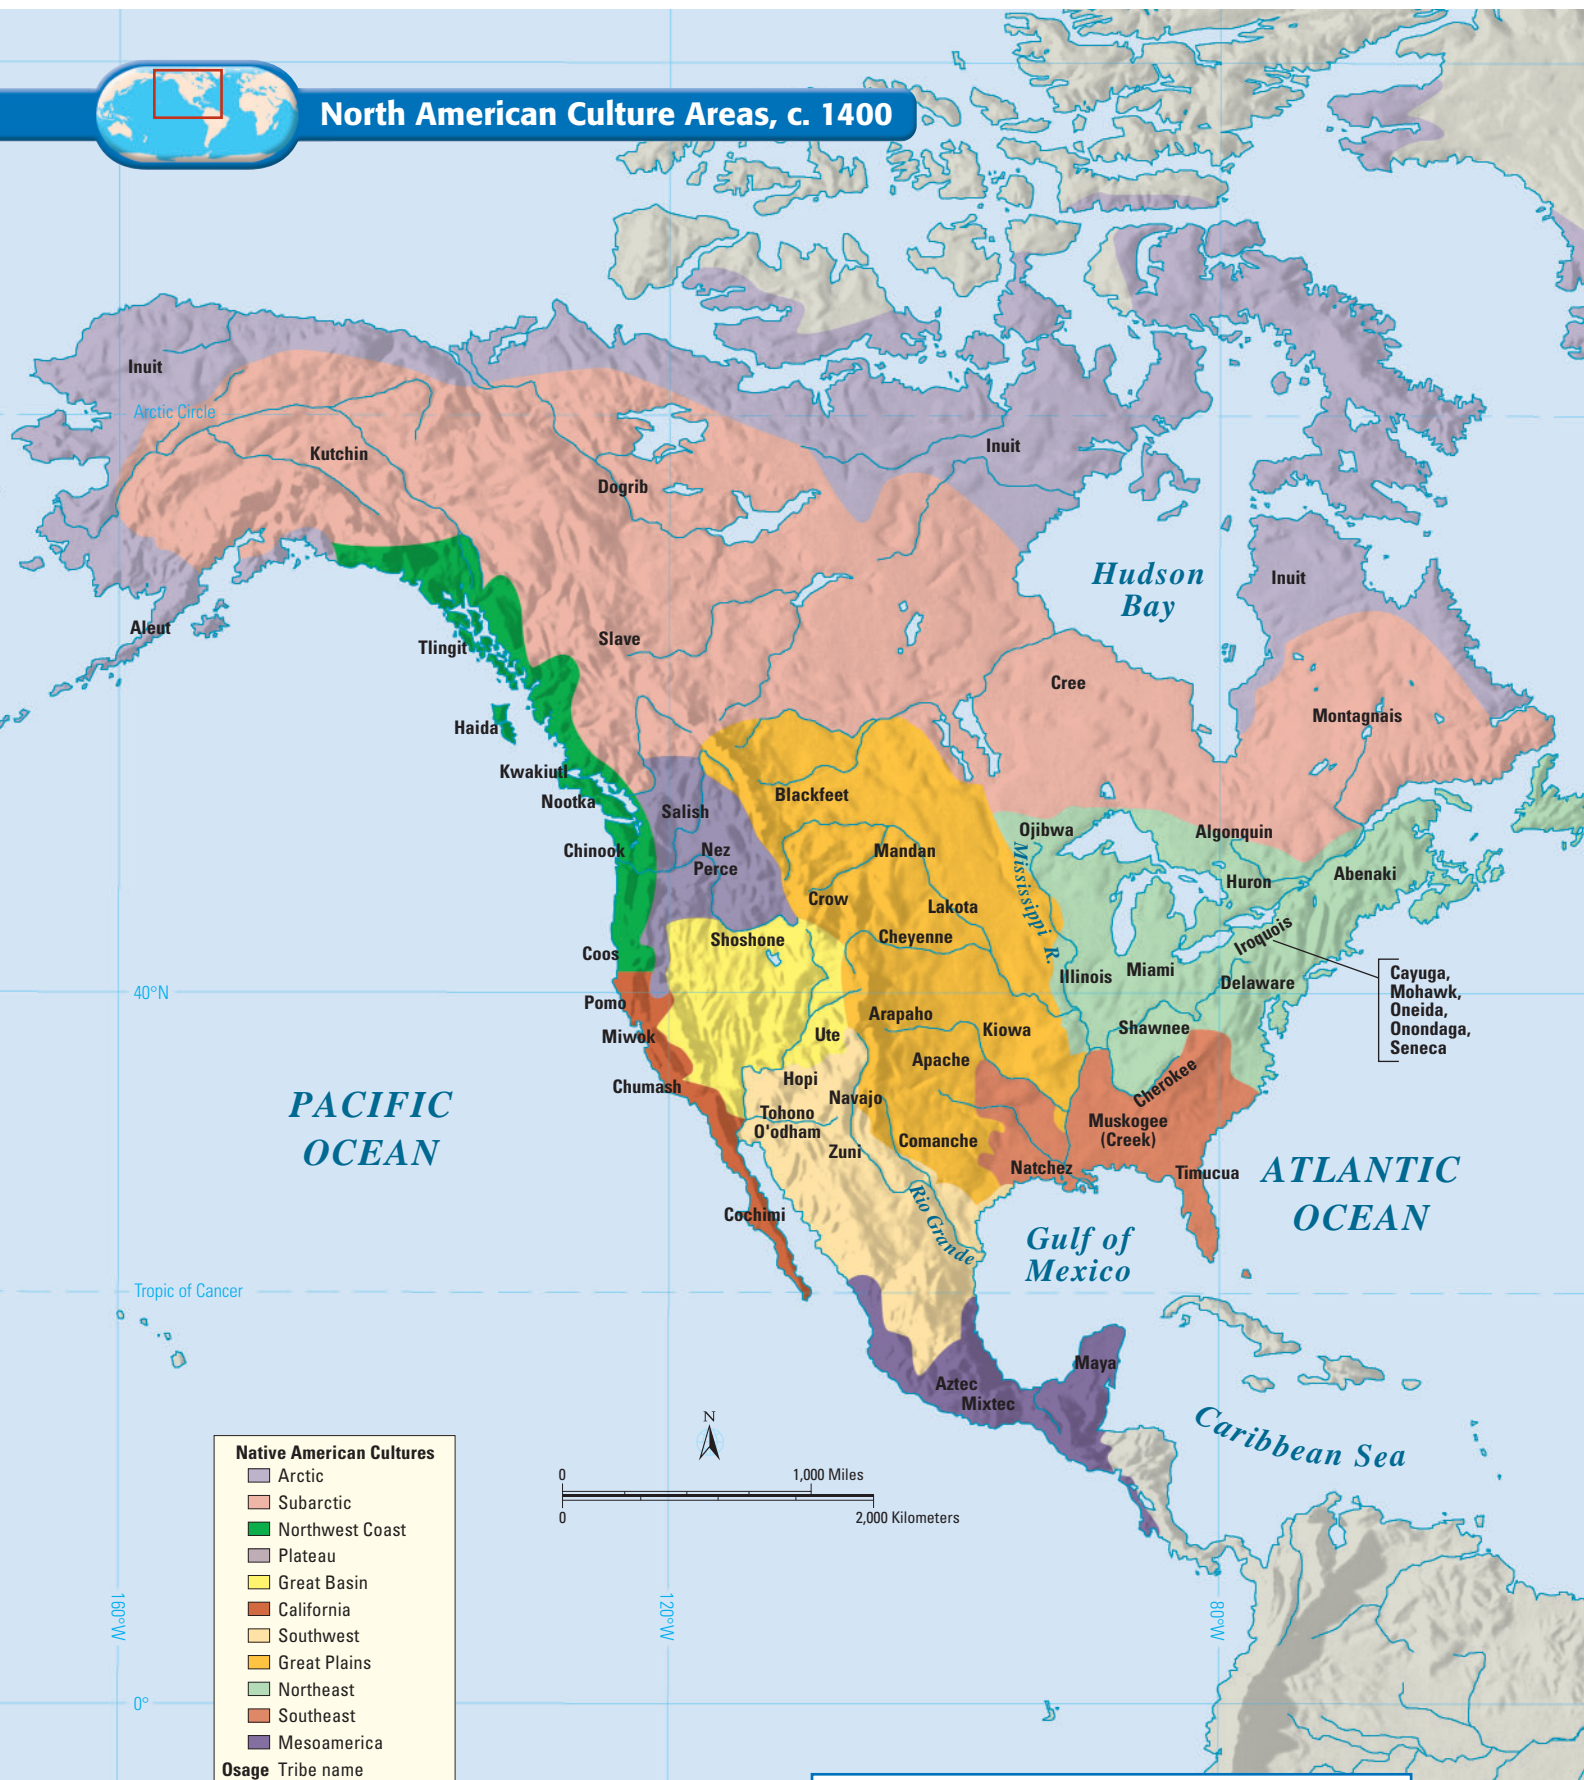 North American Culture Areas, c. 1400
Inuit
Arctic Circle
Kutchin
Dogrib
Inuit
Hudson
Bay
Inuit
Aleut
Tlingit
Slave
Cree
Montagnais
Haida
Kwakiutl
Nootka
Salish
Blackfeet
Chinook
Nez
Perce
Mandan
Ojibwa
Algonquin
Mississippi R.
Huron
Abenaki
Crow
Lakota
Cheyenne
Shoshone
Iroquois
Coos
Illinois
Miami
Delaware
Cayuga,
Mohawk,
Oneida,
Onondaga,
Seneca
40°N
Pomo
Miwok
Ute
Arapaho
Kiowa
Shawnee
Apache
Cherokee
Chumash
Hopi
Navajo
Tohono
O'odham
Zuni
Comanche
Muskogee
(Creek)
Natchez
Timucua
PACIFIC
OCEAN
ATLANTIC
OCEAN
Cochimi
Rio Grande
Gulf of
Mexico
Tropic of Cancer
Maya
Aztec
Mixtec
Caribbean Sea
N
0 1,000 Miles
0 2,000 Kilometers
Native American Cultures
Arctic
Subarctic
Northwest Coast
Plateau
Great Basin
California
Southwest
Great Plains
Northeast
Southeast
Mesoamerica
Osage Tribe name
160°W
120°W
80°W
0°